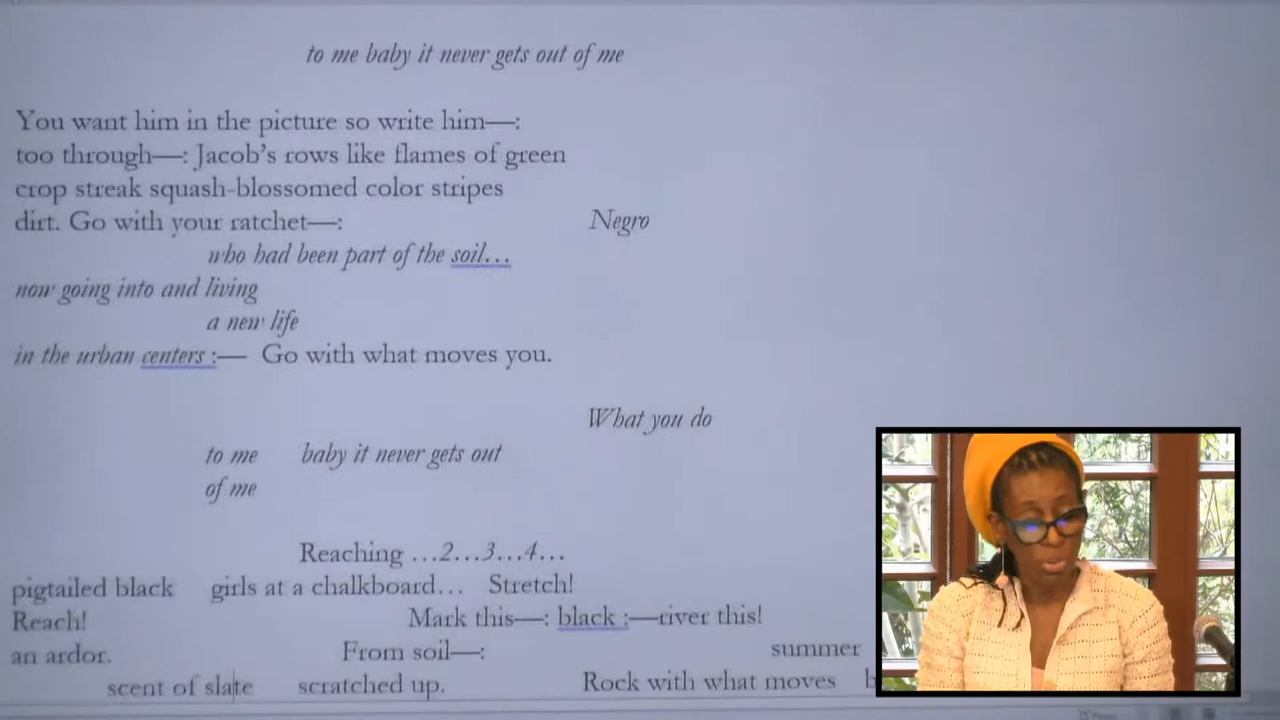 to me baby it never gets out of me
You want him in the picture so write him—:
too through—: Jacob’s rows like flames of green
crop streak squash-blossomed color stripes
dirt. Go with your ratchet—: Negro
who had been part of the soil…
now going into and living
a new life
in the urban centers :— Go with what moves you.
What you do
to me baby it never gets out
of me
Reaching …2…3…4…
pigtailed black girls at a chalkboard… Stretch!
Reach! Mark this—: black :—river this!
an ardor. From soil—: summer
scent of slate scratched up. Rock with what moves